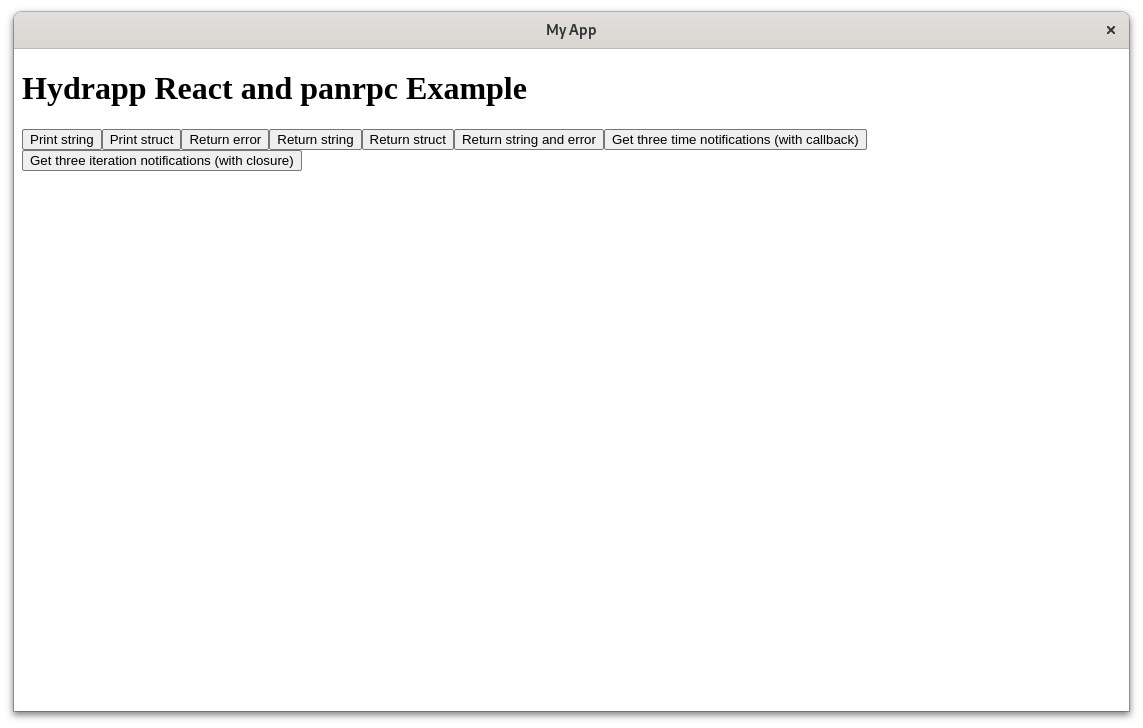 My App
Hydrapp React and panrpc Example
Print string Print struct Return error Return string Return struct Return string and error Get three time notifications (with callback)
Get three iteration notifications (with closure)